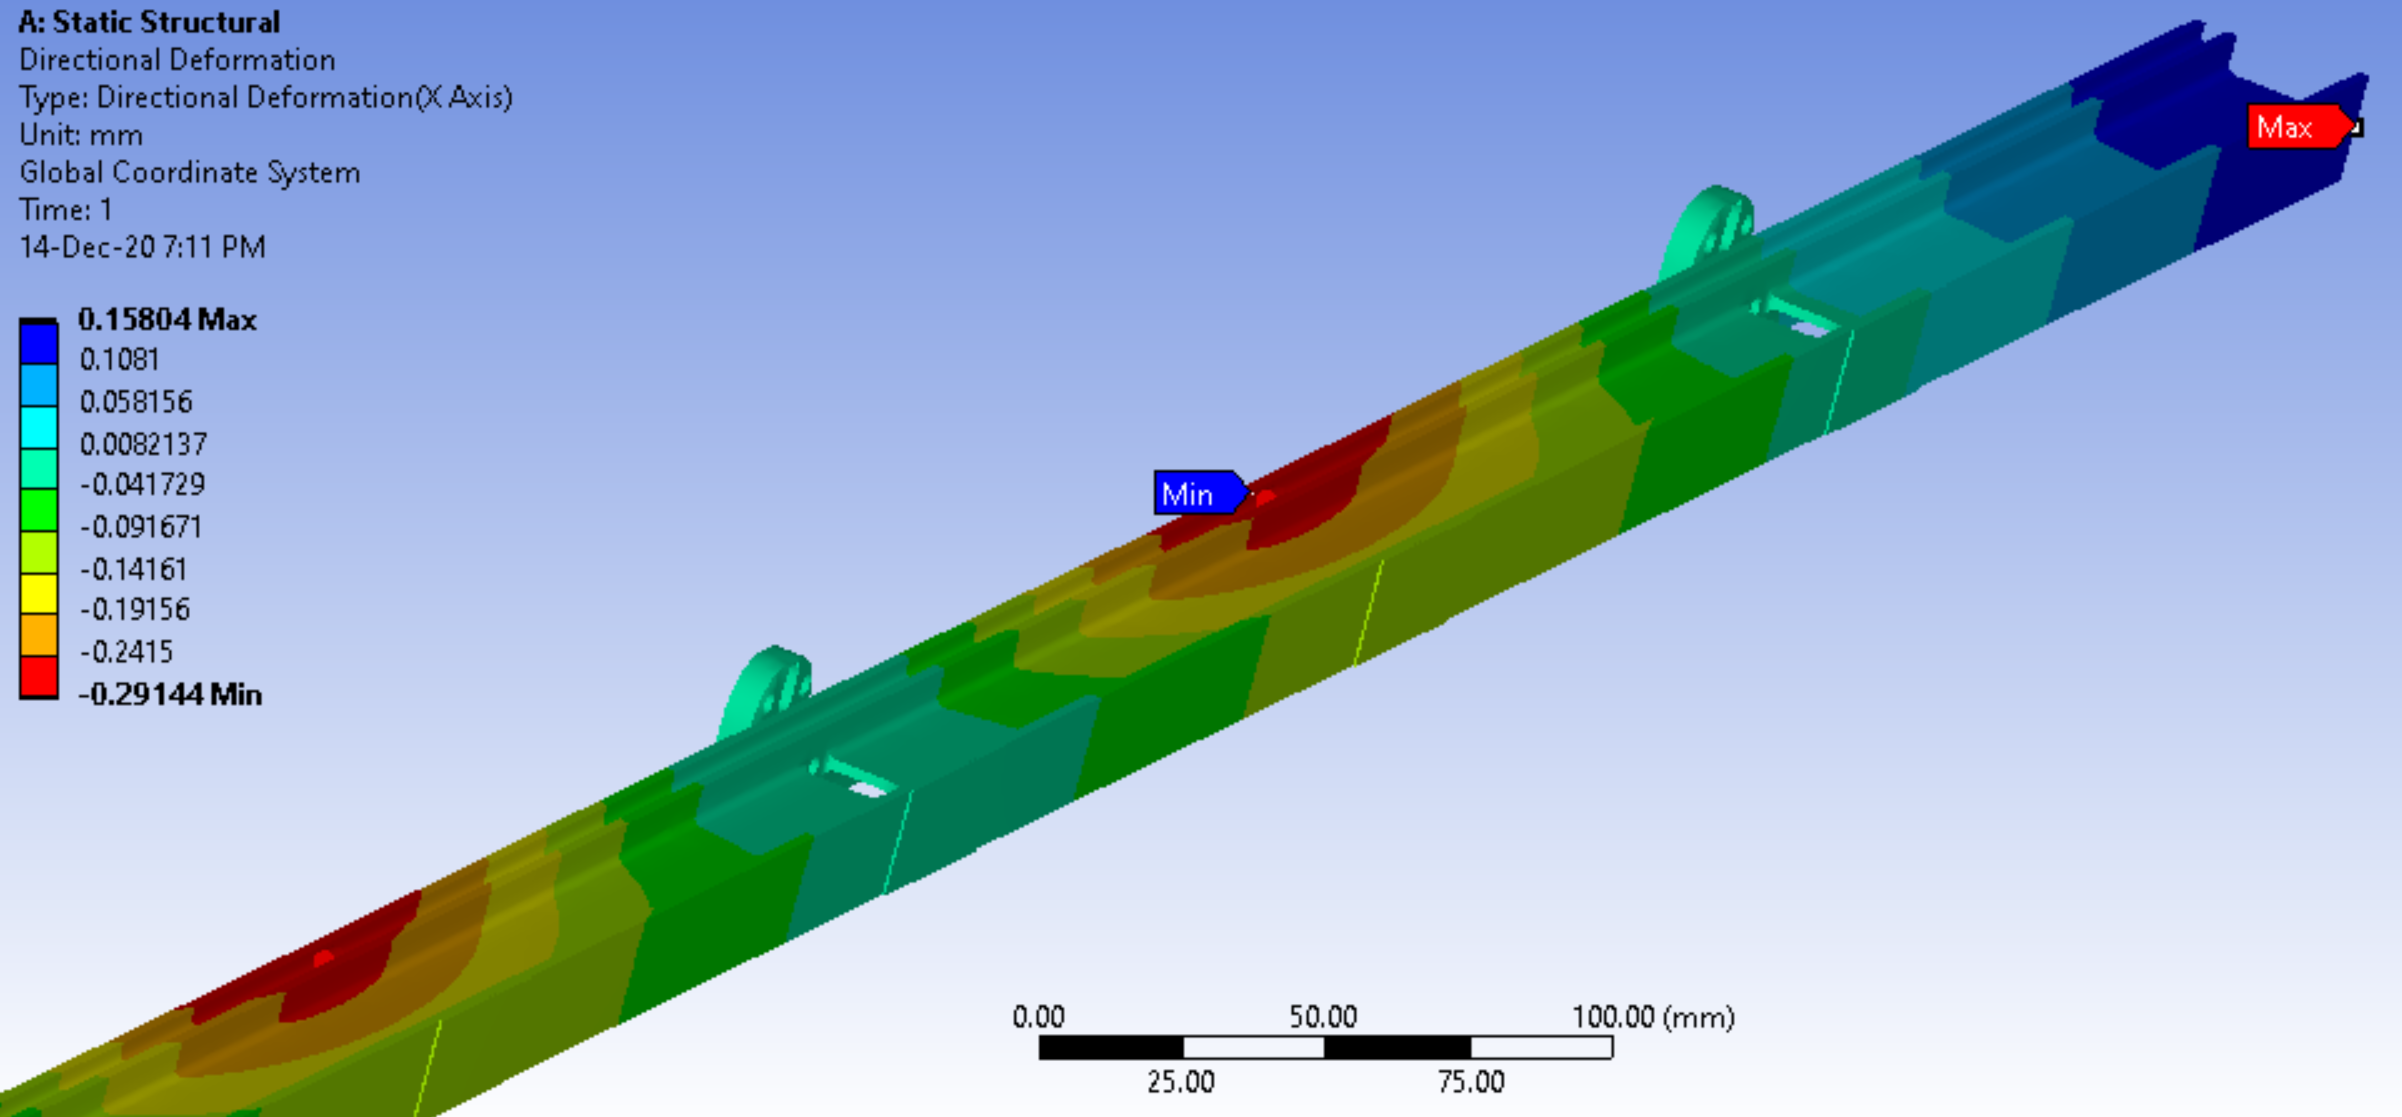 A: Static Structural
Directional Deformation
Type: Directional Deformation(X Axis)
Unit: mm
Global Coordinate System
Time: 1
14-Dec-20 7:11 PM
0.15804 Max
0.1081
0.058156
0.0082137
-0.041729
-0.091671
-0.14161
-0.19156
-0.2415
-0.29144 Min
Max
Min
0.00 50.00 100.00 (mm)
25.00 75.00